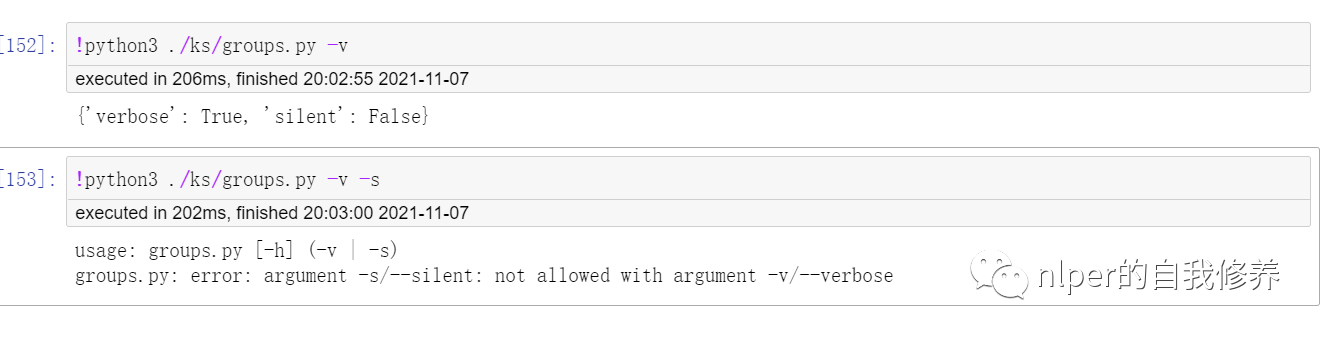 [152]: !python3 ./ks/groups.py -v
executed in 206ms, finished 20:02:55 2021-11-07
{'verbose': True, 'silent': False}
[153]: !python3 ./ks/groups.py -v -s
executed in 202ms, finished 20:03:00 2021-11-07
usage: groups.py [-h] (-v | -s)
groups.py: error: argument -s/--silent: not allowed with argument -v/--verbose
nlper的自我修养